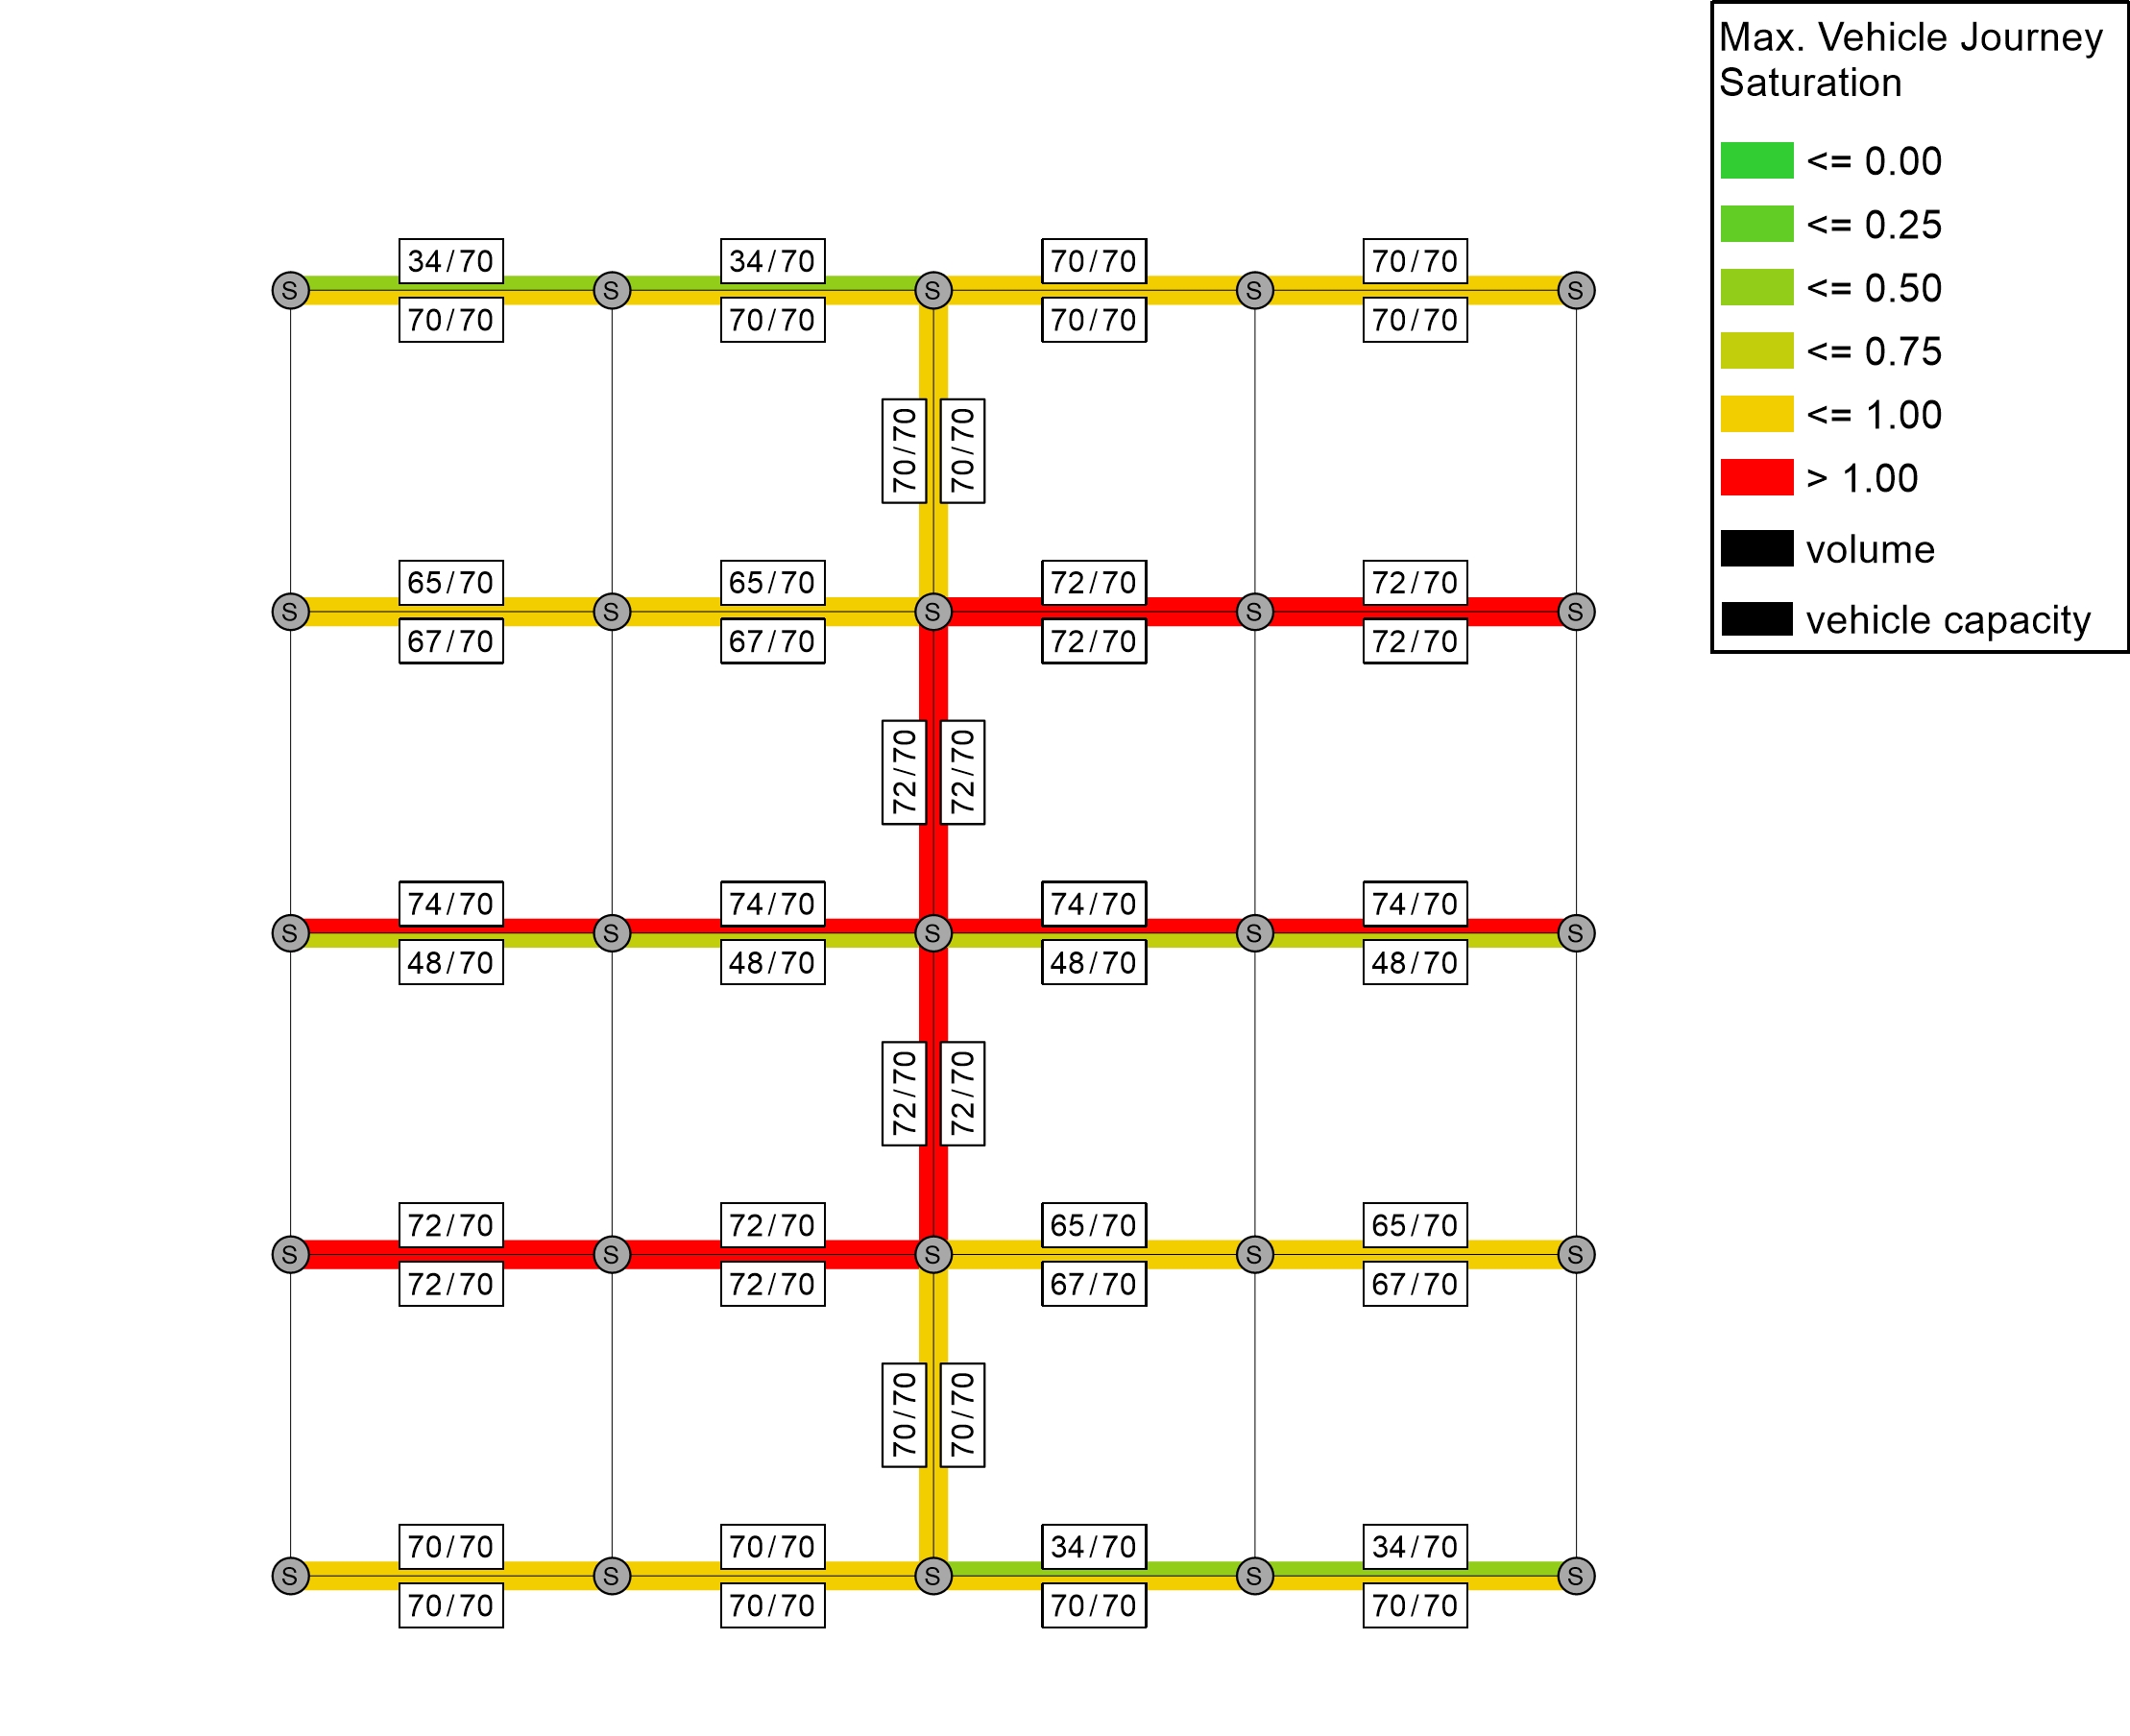 Max. Vehicle Journey
Saturation
<= 0.00
<= 0.25
<= 0.50
<= 0.75
<= 1.00
> 1.00
volume
vehicle capacity
34/70 34/70 70/70 70/70
S S S S S
70/70 70/70 70/70 70/70
70/70 70/70
65/70 65/70 72/70 72/70
S S S S S
67/70 67/70 72/70 72/70
72/70 72/70
74/70 74/70 74/70 74/70
S S S S S
48/70 48/70 48/70 48/70
72/70 72/70
72/70 72/70 65/70 65/70
S S S S S
72/70 72/70 67/70 67/70
70/70 70/70
70/70 70/70 34/70 34/70
S S S S S
70/70 70/70 70/70 70/70